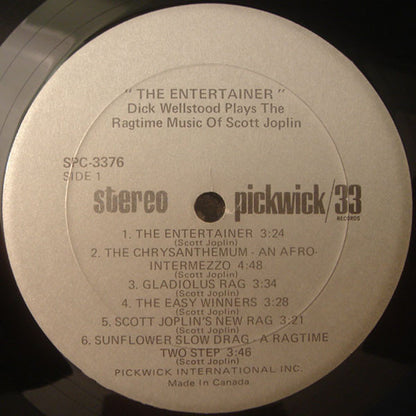 " THE ENTERTAINER "
Dick Wellstood Plays The
Ragtime Music Of Scott Joplin
SPC-3376
SIDE 1
stereo pickwick/33
RECORDS
1. THE ENTERTAINER 3:24
(Scott Joplin)
2. THE CHRYSANTHEMUM - AN AFRO-
INTERMEZZO 4:48
(Scott Joplin)
3. GLADIOLUS RAG 3:34
(Scott Joplin)
4. THE EASY WINNERS 3:28
(Scott Joplin)
5. SCOTT JOPLIN'S NEW RAG 3:21
(Scott Joplin)
6. SUNFLOWER SLOW DRAG - A RAGTIME
TWO STEP 3:46
(Scott Joplin)
PICKWICK INTERNATIONAL INC.
Made In Canada